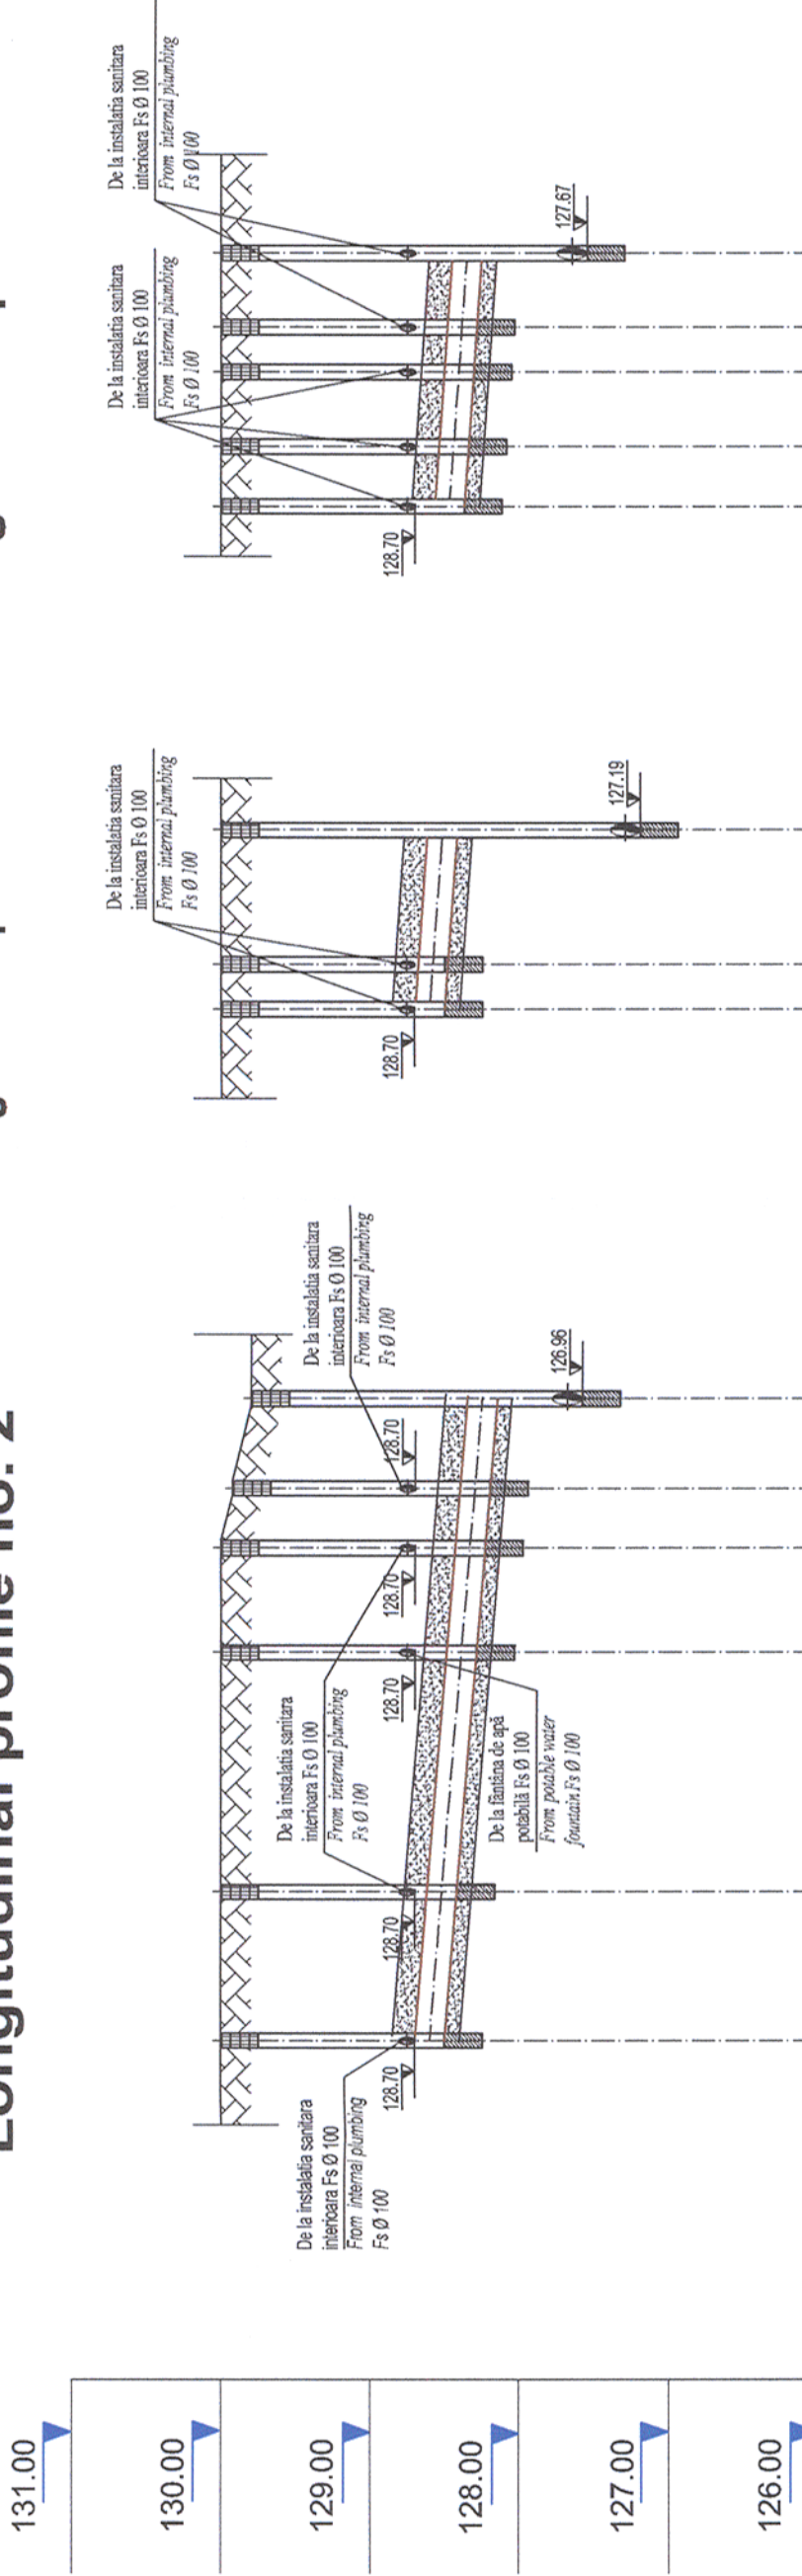 Longitudinal profile no. 2
131.00
130.00
129.00
128.00
127.00
126.00
De la instalatia sanitara
interioara Fs Ø 100
From internal plumbing
Fs Ø 100
128.70
128.70
De la instalatia sanitara
interioara Fs Ø 100
From internal plumbing
Fs Ø 100
De la fântâna de apă
potabilă Fs Ø 100
From potable water
fountain Fs Ø 100
128.70
128.70
128.70
De la instalatia sanitara
interioara Fs Ø 100
From internal plumbing
Fs Ø 100
126.96
128.70
De la instalatia sanitara
interioara Fs Ø 100
From internal plumbing
Fs Ø 100
127.19
128.70
De la instalatia sanitara
interioara Fs Ø 100
From internal plumbing
Fs Ø 100
De la instalatia sanitara
interioara Fs Ø 100
From internal plumbing
Fs Ø 100
127.67